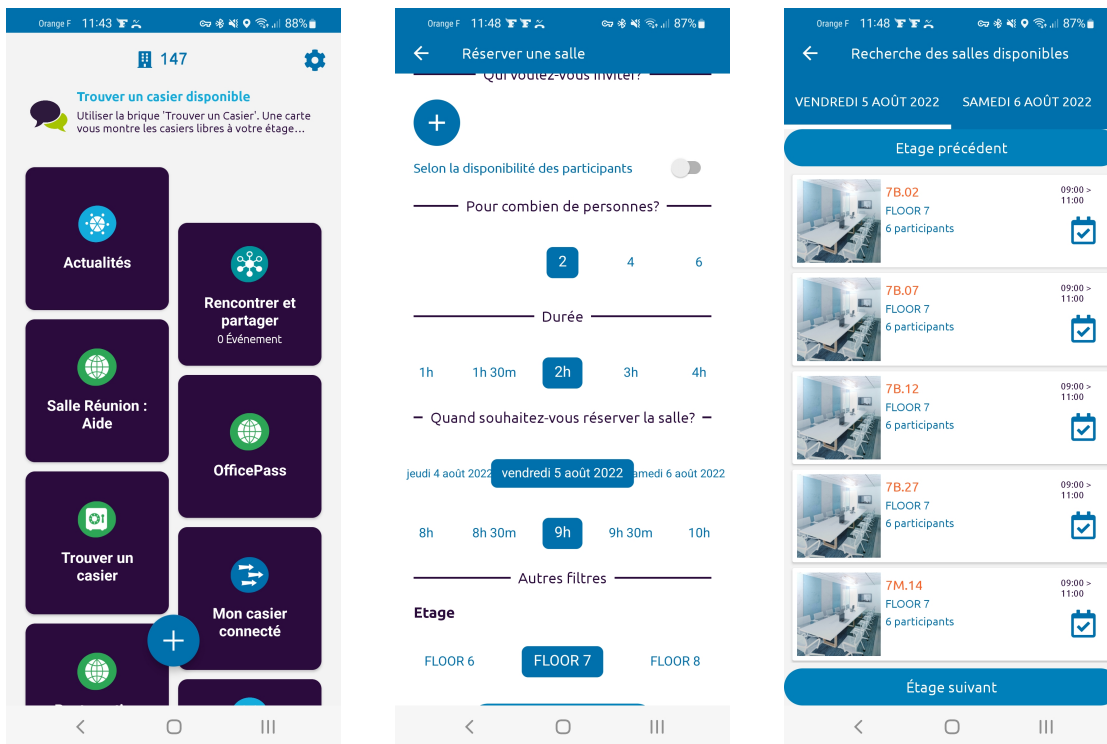 Orange F 11:43 88%
147
Trouver un casier disponible
Utiliser la brique 'Trouver un Casier'. Une carte
vous montre les casiers libres à votre étage...
Actualités
Rencontrer et
partager
0 Événement
Salle Réunion :
Aide
OfficePass
Trouver un
casier
Mon casier
connecté
Orange F 11:48 87%
Réserver une salle
Qui voulez-vous inviter?
Selon la disponibilité des participants
Pour combien de personnes?
2 4 6
Durée
1h 1h 30m 2h 3h 4h
Quand souhaitez-vous réserver la salle?
jeudi 4 août 2022 vendredi 5 août 2022 amedi 6 août 2022
8h 8h 30m 9h 9h 30m 10h
Autres filtres
Etage
FLOOR 6 FLOOR 7 FLOOR 8
Orange F 11:48 87%
Recherche des salles disponibles
VENDREDI 5 AOÛT 2022 SAMEDI 6 AOÛT 2022
Etage précédent
7B.02
FLOOR 7
6 participants
09:00 >
11:00
7B.07
FLOOR 7
6 participants
09:00 >
11:00
7B.12
FLOOR 7
6 participants
09:00 >
11:00
7B.27
FLOOR 7
6 participants
09:00 >
11:00
7M.14
FLOOR 7
6 participants
09:00 >
11:00
Étage suivant